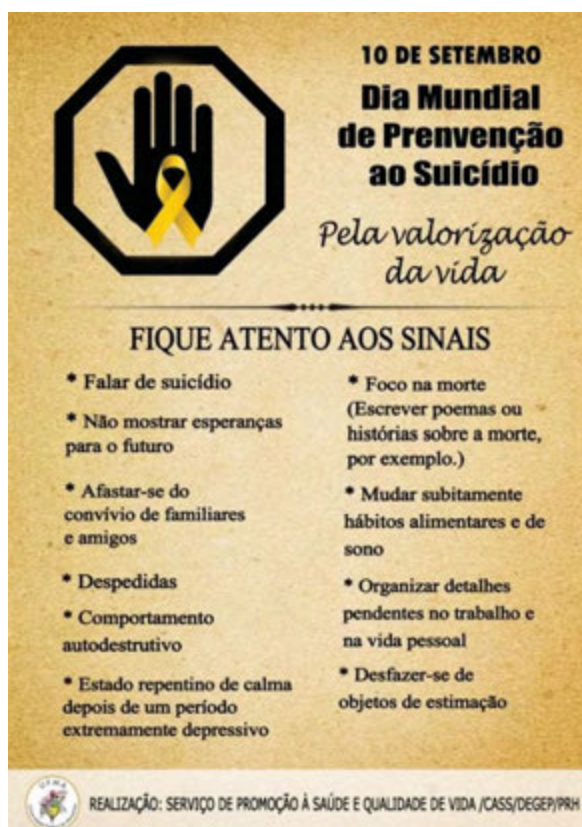 10 DE SETEMBRO
Dia Mundial
de Prenvenção
ao Suicídio
Pela valorização
da vida
FIQUE ATENTO AOS SINAIS
* Falar de suicídio
* Não mostrar esperanças
para o futuro
* Afastar-se do
convívio de familiares
e amigos
* Despedidas
* Comportamento
autodestrutivo
* Estado repentino de calma
depois de um período
extremamente depressivo
* Foco na morte
(Escrever poemas ou
histórias sobre a morte,
por exemplo.)
* Mudar subitamente
hábitos alimentares e de
sono
* Organizar detalhes
pendentes no trabalho e
na vida pessoal
* Desfazer-se de
objetos de estimação
REALIZAÇÃO: SERVIÇO DE PROMOÇÃO À SAÚDE E QUALIDADE DE VIDA /CASS/DEGEP/PRH